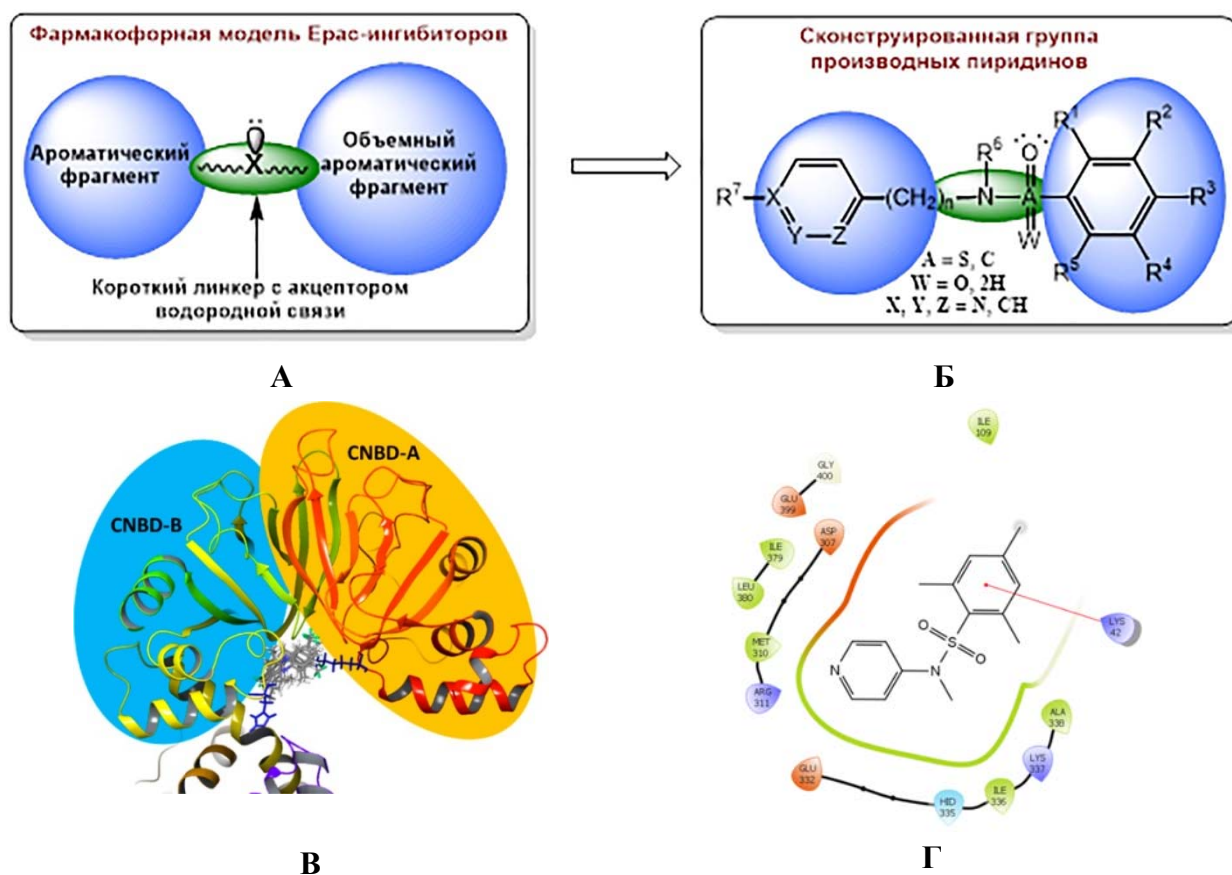 Фармакофорная модель Epac-ингибиторов
Ароматический
фрагмент
X
Объемный
ароматический
фрагмент
Короткий линкер с акцептором
водородной связи
А
Сконструированная группа
производных пиридинов
R⁷
X
Y
Z
(CH₂)n
R⁶
N
O
A
W
R¹
R²
R³
R⁴
R⁵
A = S, C
W = O, 2H
X, Y, Z = N, CH
Б
CNBD-A
CNBD-B
В
ILE
109
GLY
400
GLU
399
ASP
307
ILE
379
LEU
380
MET
310
ARG
311
LYS
42
O
S
O
N
N
ALA
338
LYS
337
GLU
332
HID
335
ILE
336
Г